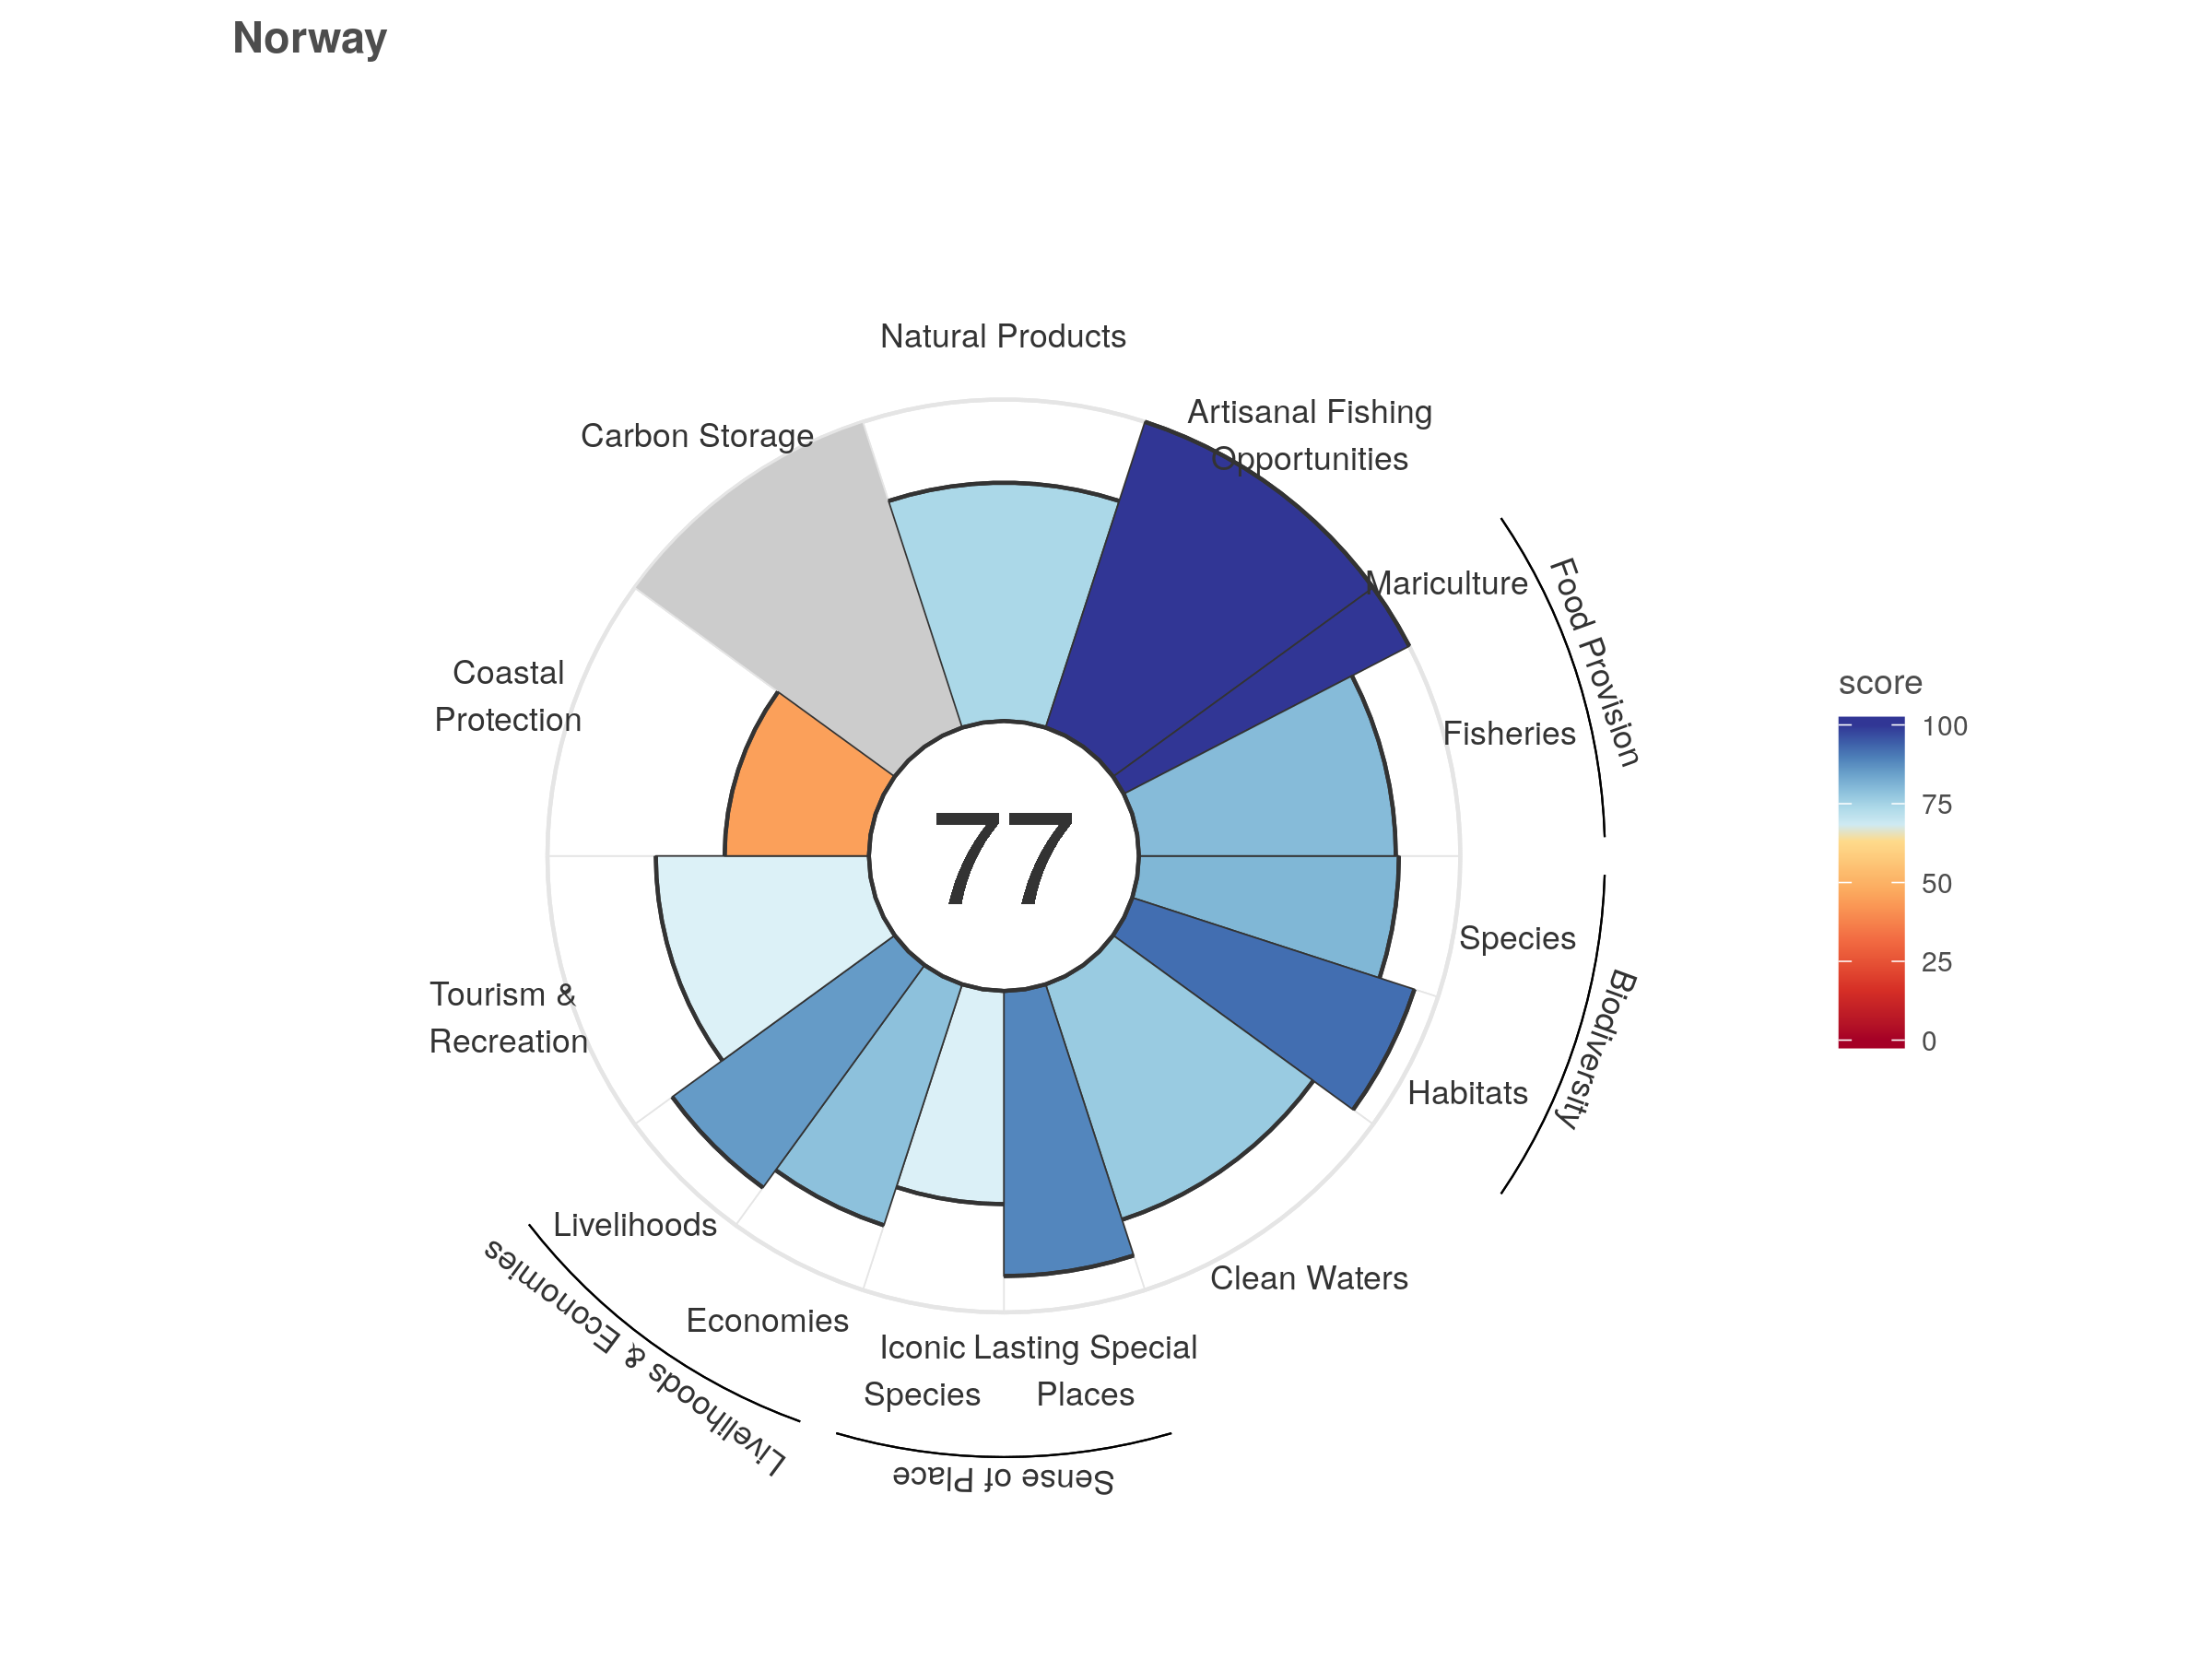 Norway
Natural Products
Artisanal Fishing
Opportunities
Carbon Storage
Mariculture
Food Provision
Fisheries
Coastal
Protection
77
score
100
75
50
25
0
Species
Biodiversity
Habitats
Tourism &
Recreation
Livelihoods
Livelihoods & Economies
Economies
Clean Waters
Iconic
Species
Lasting Special
Places
Sense of Place